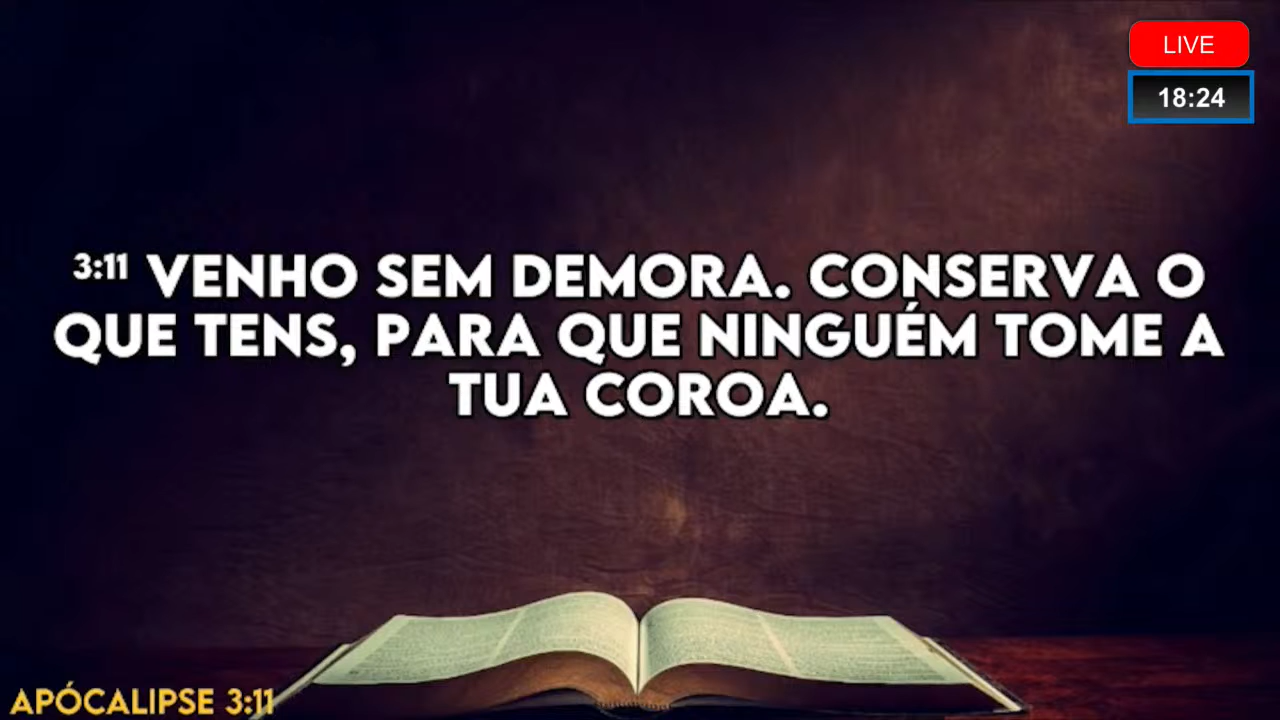 LIVE
18:24
3:11 VENHO SEM DEMORA. CONSERVA O
QUE TENS, PARA QUE NINGUÉM TOME A
TUA COROA.
APÓCALIPSE 3:11